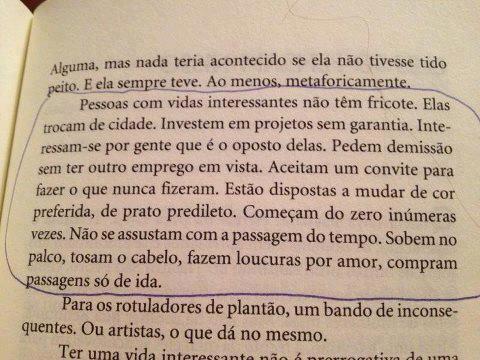 Alguma, mas nada teria acontecido se ela não tivesse tido
peito. E ela sempre teve. Ao menos, metaforicamente.
Pessoas com vidas interessantes não têm fricote. Elas
trocam de cidade. Investem em projetos sem garantia. Inte-
ressam-se por gente que é o oposto delas. Pedem demissão
sem ter outro emprego em vista. Aceitam um convite para
fazer o que nunca fizeram. Estão dispostas a mudar de cor
preferida, de prato predileto. Começam do zero inúmeras
vezes. Não se assustam com a passagem do tempo. Sobem no
palco, tosam o cabelo, fazem loucuras por amor, compram
passagens só de ida.
Para os rotuladores de plantão, um bando de inconse-
quentes. Ou artistas, o que dá no mesmo.
Ter uma vida interessante não é prerrogativa de uma